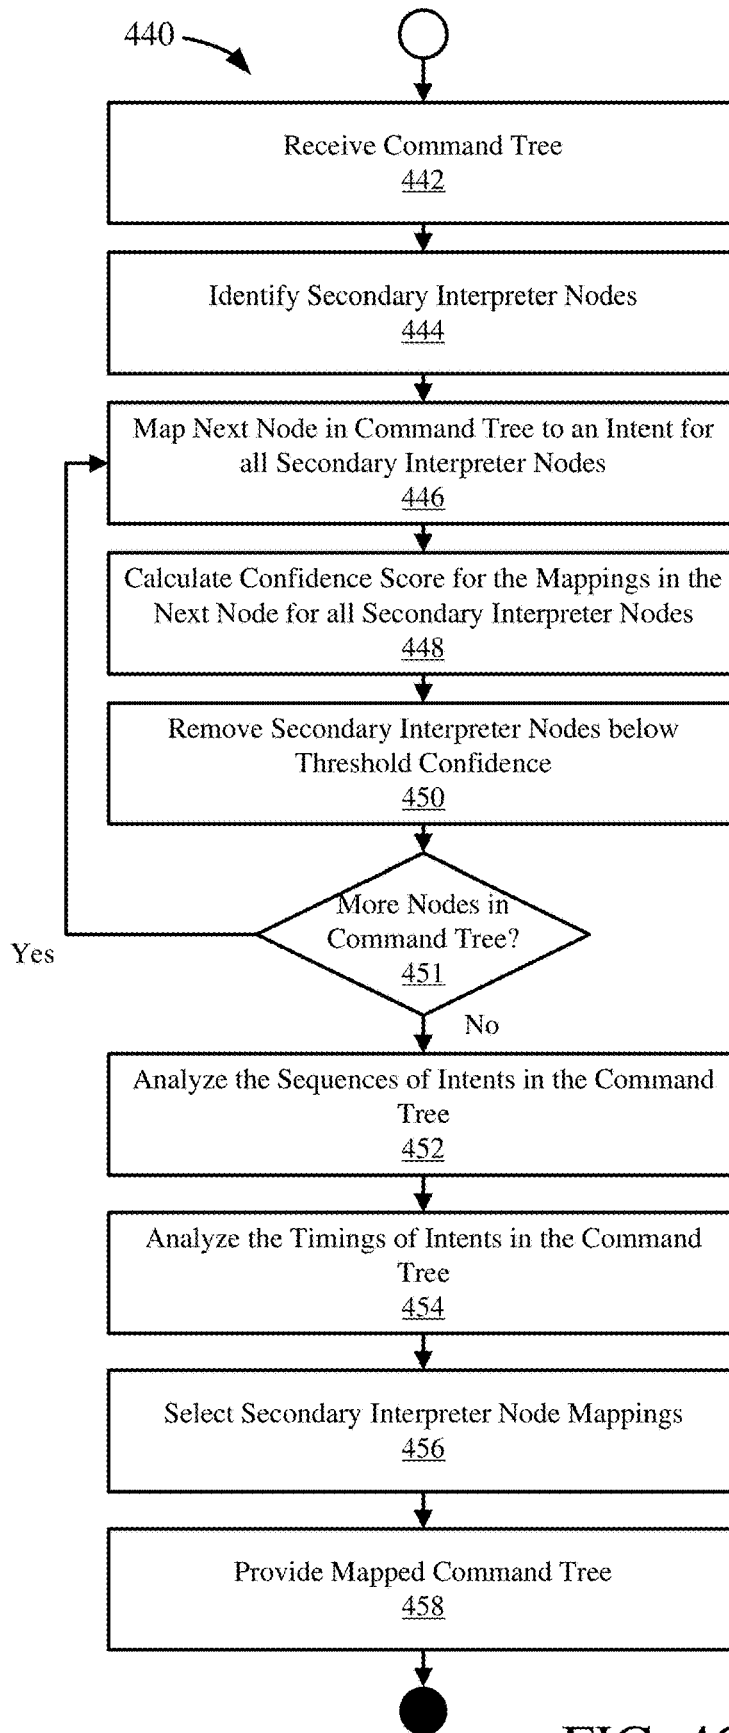 440
Receive Command Tree
442
Identify Secondary Interpreter Nodes
444
Map Next Node in Command Tree to an Intent for
all Secondary Interpreter Nodes
446
Calculate Confidence Score for the Mappings in the
Next Node for all Secondary Interpreter Nodes
448
Remove Secondary Interpreter Nodes below
Threshold Confidence
450
More Nodes in
Command Tree?
451
Yes
No
Analyze the Sequences of Intents in the Command
Tree
452
Analyze the Timings of Intents in the Command
Tree
454
Select Secondary Interpreter Node Mappings
456
Provide Mapped Command Tree
458